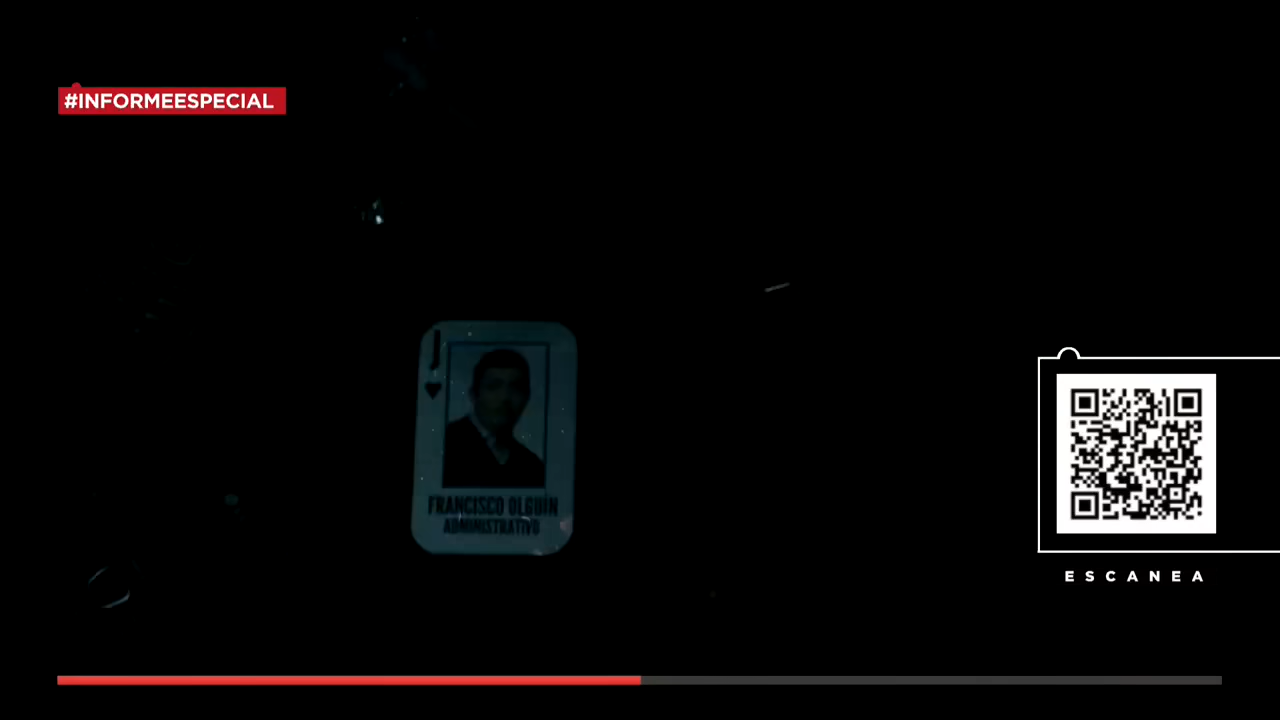 #INFORMEESPECIAL
J
FRANCISCO OLGUÍN
ADMINISTRATIVO
ESCANEA